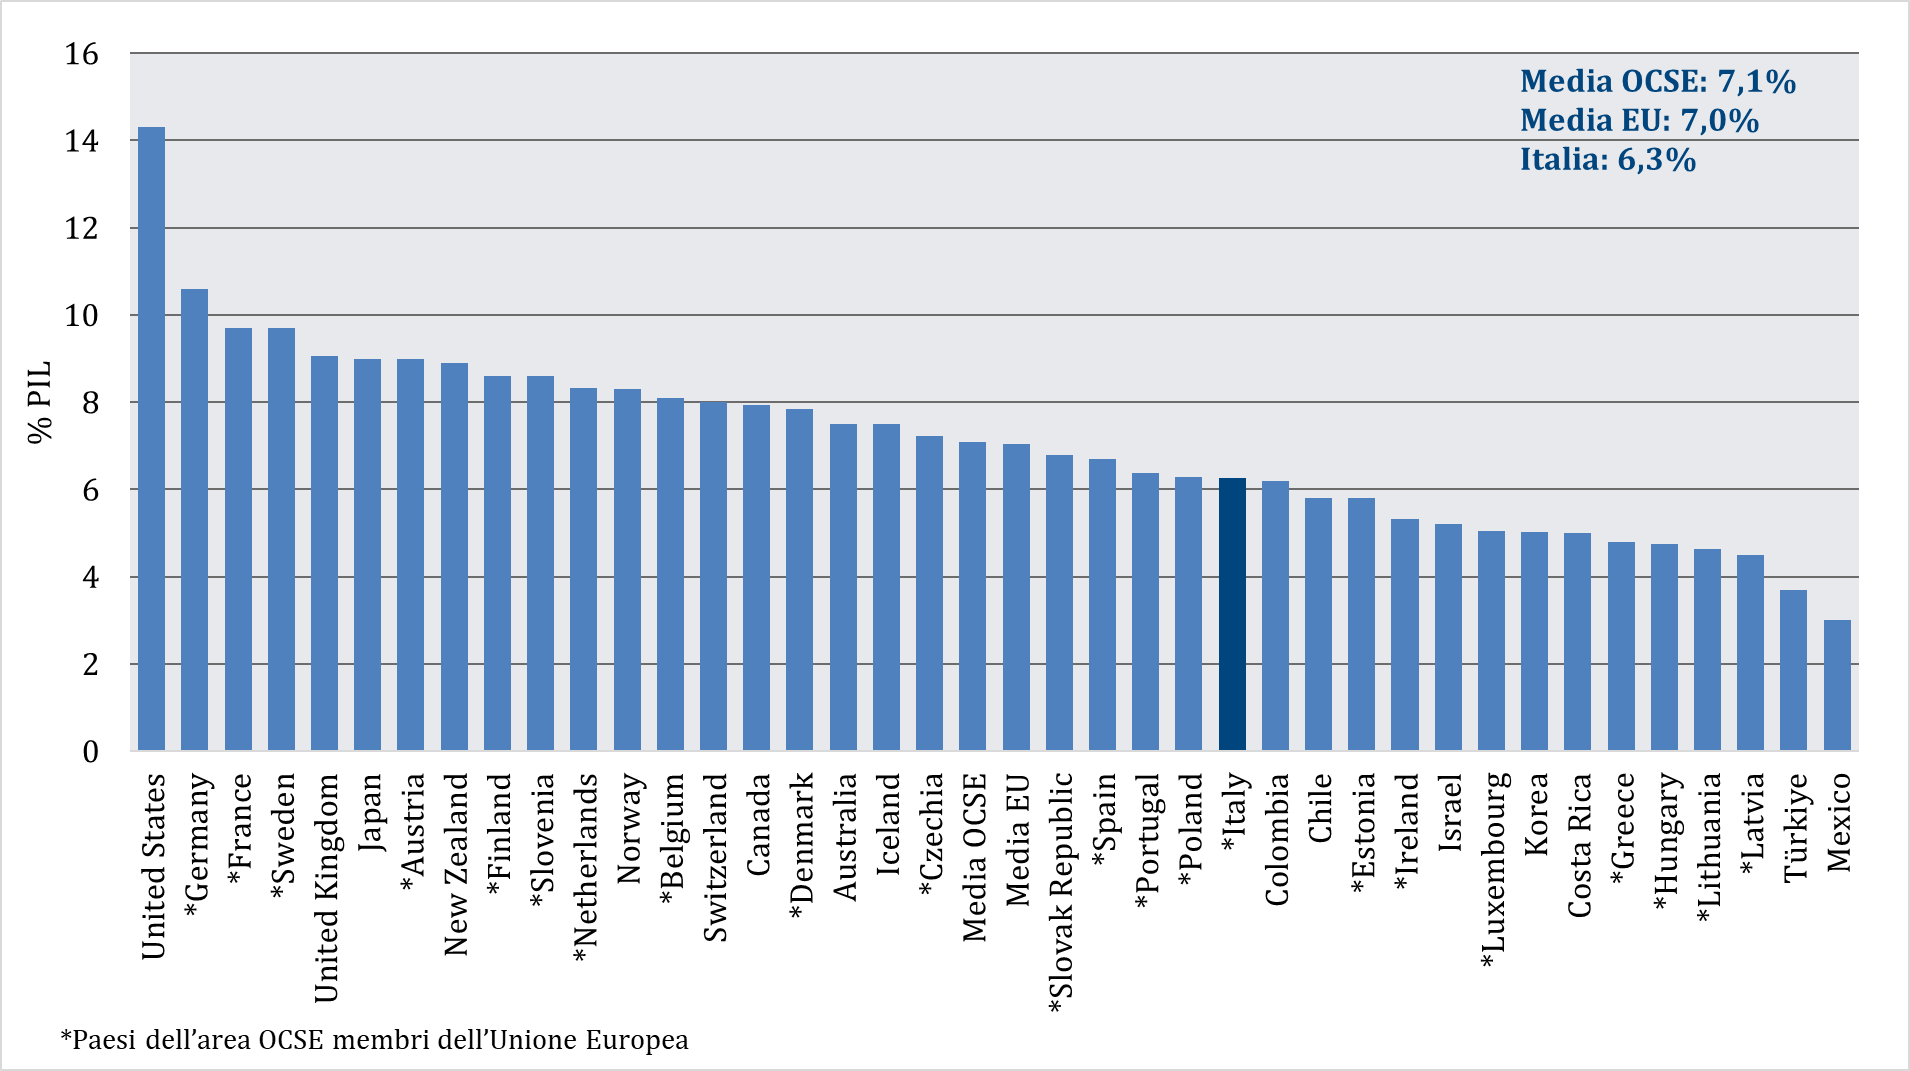 16
14
12
10
8
6
4
2
0
% PIL
Media OCSE: 7,1%
Media EU: 7,0%
Italia: 6,3%
United States
*Germany
*France
*Sweden
United Kingdom
Japan
*Austria
New Zealand
*Finland
*Slovenia
*Netherlands
Norway
*Belgium
Switzerland
Canada
*Denmark
Australia
Iceland
*Czechia
Media OCSE
Media EU
*Slovak Republic
*Spain
*Portugal
*Poland
*Italy
Colombia
Chile
*Estonia
*Ireland
Israel
*Luxembourg
Korea
Costa Rica
*Greece
*Hungary
*Lithuania
*Latvia
Türkiye
Mexico
*Paesi dell’area OCSE membri dell’Unione Europea